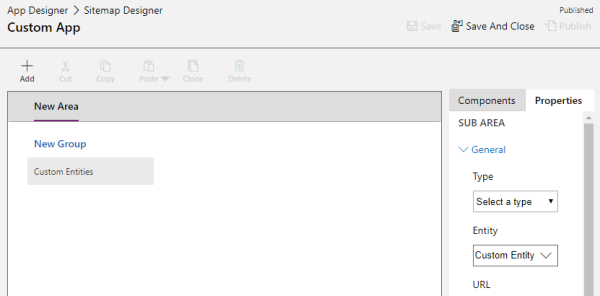 App Designer > Sitemap Designer
Published
Custom App
Save
Save And Close
Publish
Add
Cut
Copy
Paste
Clone
Delete
New Area
New Group
Custom Entities
Components
Properties
SUB AREA
General
Type
Select a type
Entity
Custom Entity
URL